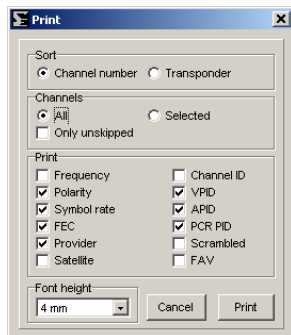 Print
Sort
Channel number Transponder
Channels
All Selected
Only unskipped
Print
Frequency Channel ID
Polarity VPID
Symbol rate APID
FEC PCR PID
Provider Scrambled
Satellite FAV
Font height
4 mm Cancel Print